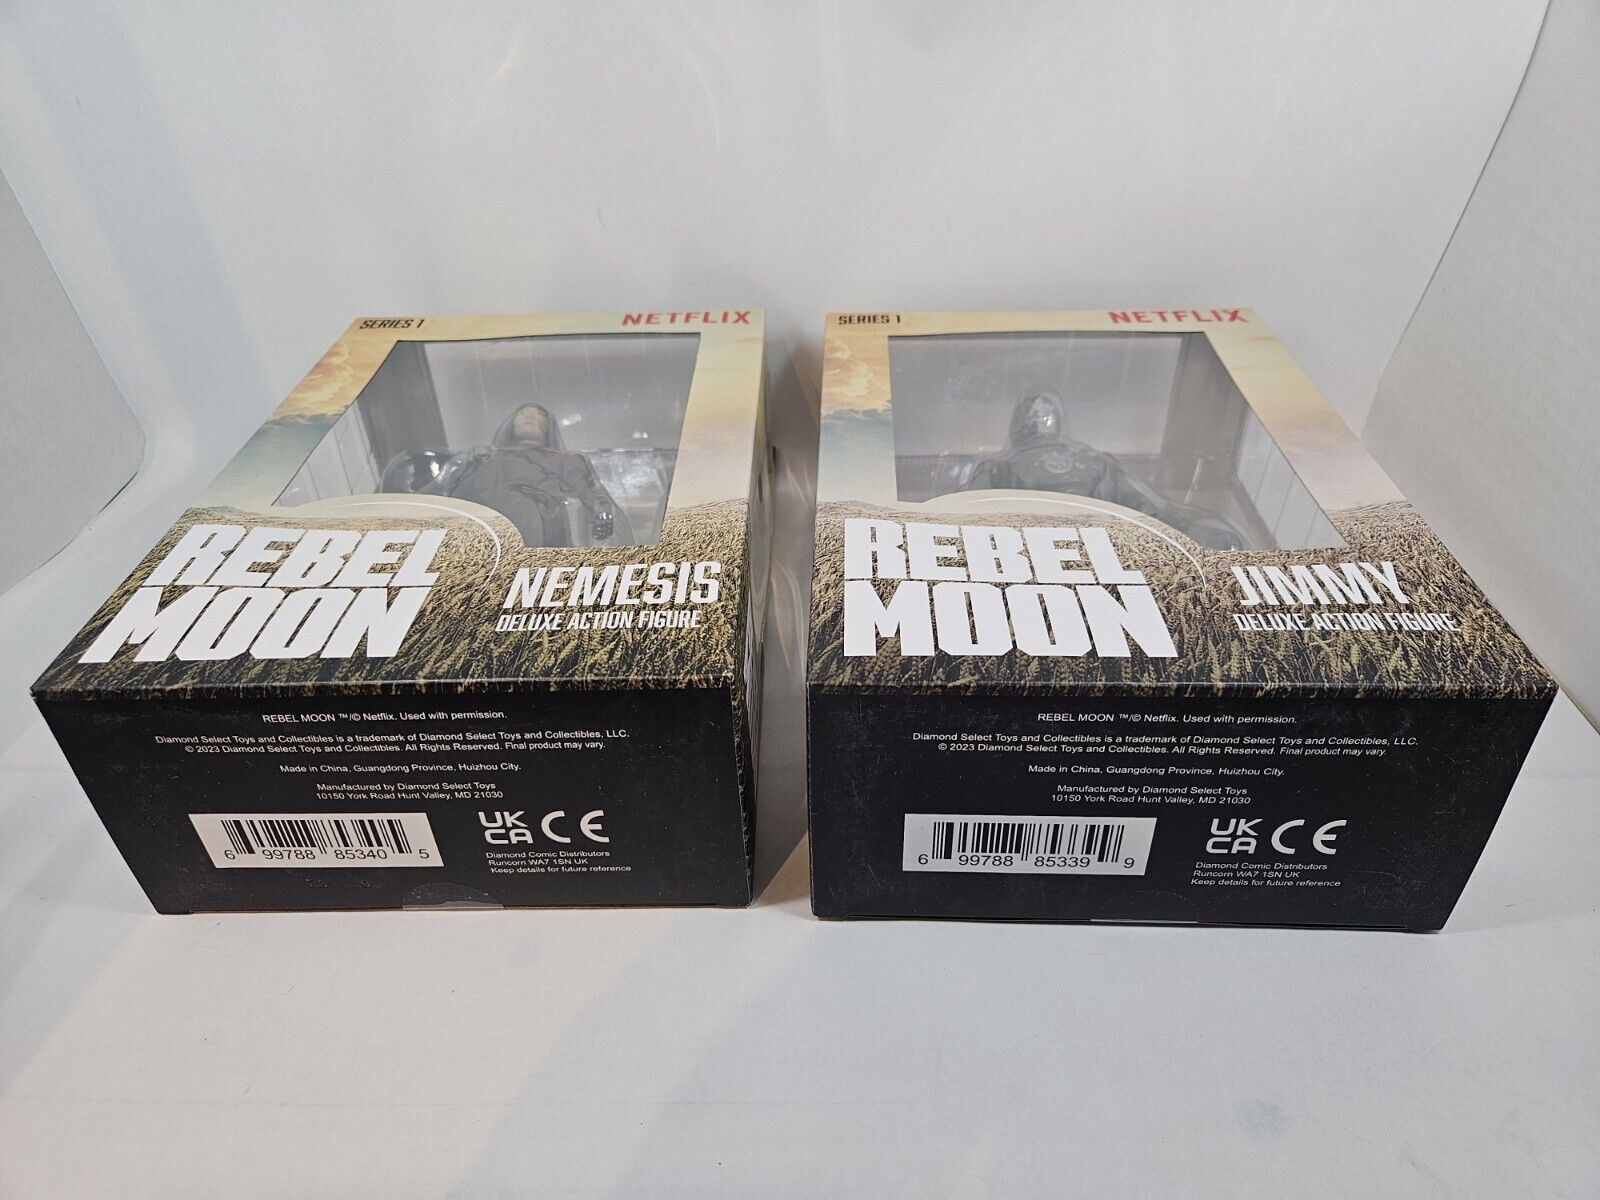 SERIES 1
NETFLIX
REBEL
MOON
NEMESIS
DELUXE ACTION FIGURE
REBEL MOON ™/© Netflix. Used with permission.
Diamond Select Toys and Collectibles is a trademark of Diamond Select Toys and Collectibles, LLC.
© 2023 Diamond Select Toys and Collectibles. All Rights Reserved. Final product may vary.
Made in China, Guangdong Province, Huizhou City.
Manufactured by Diamond Select Toys
10150 York Road Hunt Valley, MD 21030
6 99788 85340 5
UK
CA CE
Diamond Comic Distributors
Runcorn WA7 1SN UK
Keep details for future reference
SERIES 1
NETFLIX
REBEL
MOON
JIMMY
DELUXE ACTION FIGURE
REBEL MOON ™/© Netflix. Used with permission.
Diamond Select Toys and Collectibles is a trademark of Diamond Select Toys and Collectibles, LLC.
© 2023 Diamond Select Toys and Collectibles. All Rights Reserved. Final product may vary.
Made in China, Guangdong Province, Huizhou City.
Manufactured by Diamond Select Toys
10150 York Road Hunt Valley, MD 21030
6 99788 85339 9
UK
CA CE
Diamond Comic Distributors
Runcorn WA7 1SN UK
Keep details for future reference